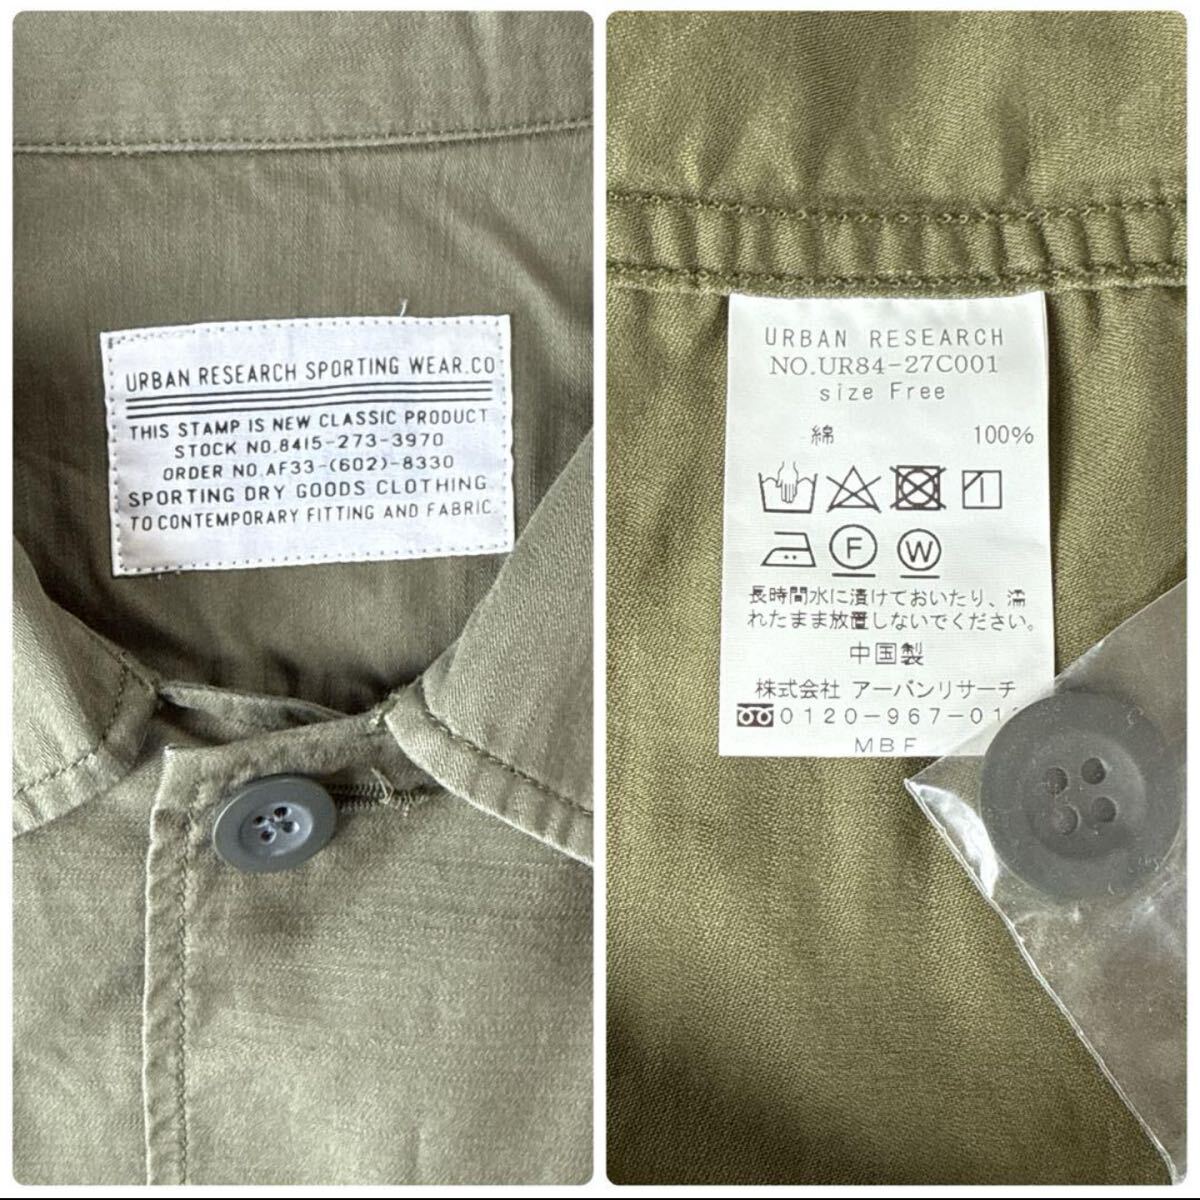 URBAN RESEARCH SPORTING WEAR.CO
THIS STAMP IS NEW CLASSIC PRODUCT
STOCK NO.8415-273-3970
ORDER NO.AF33-(602)-8330
SPORTING DRY GOODS CLOTHING
TO CONTEMPORARY FITTING AND FABRIC.
URBAN RESEARCH
NO.UR84-27C001
size Free
綿 100%
F W
長時間水に漬けておいたり、濡
れたまま放置しないでください。
中国製
株式会社 アーバンリサーチ
0120-967-01
MBF